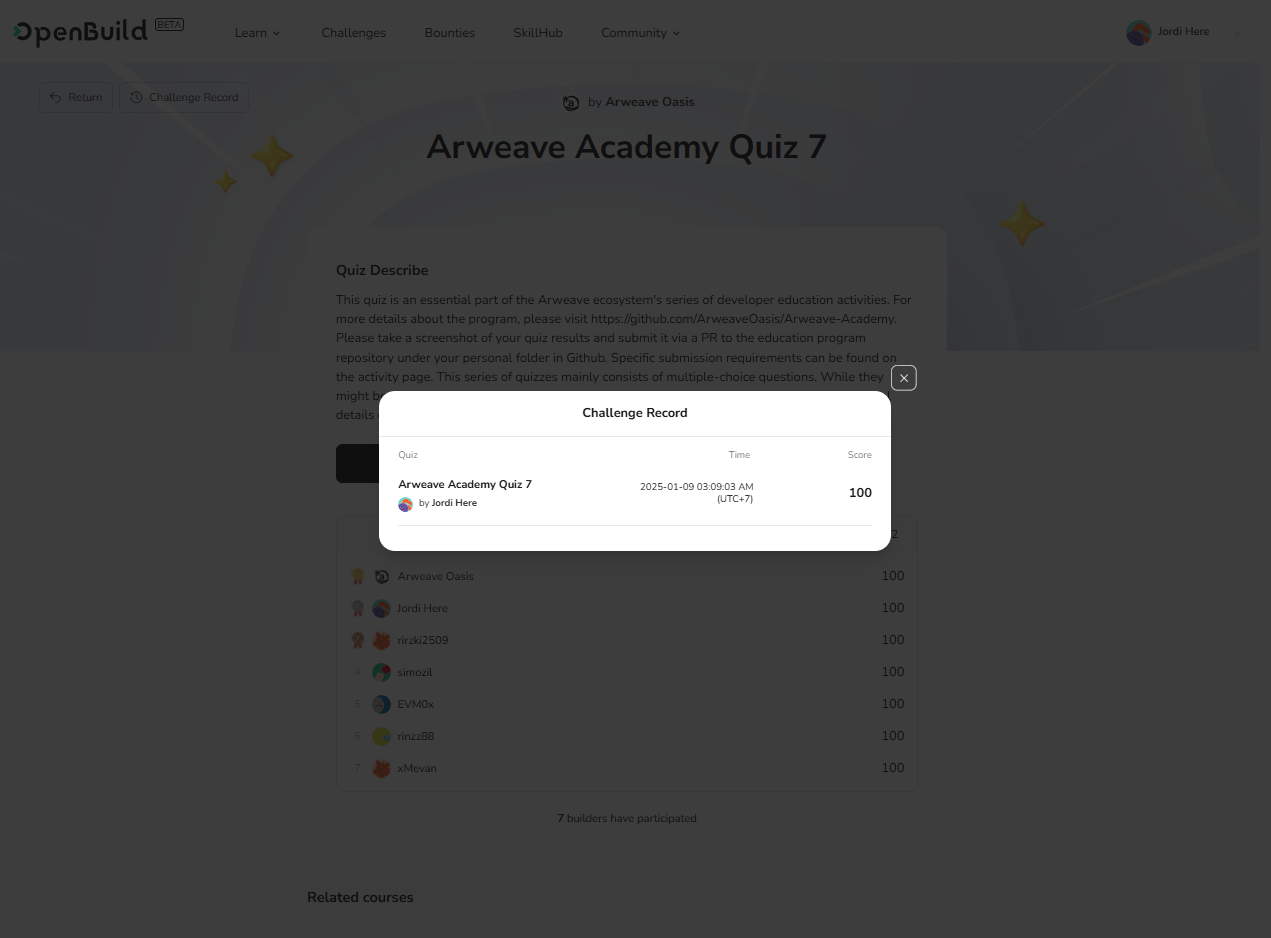 OpenBuild BETA
Learn Challenges Bounties SkillHub Community Jordi Here
Return Challenge Record
by Arweave Oasis
Arweave Academy Quiz 7
Quiz Describe
This quiz is an essential part of the Arweave ecosystem's series of developer education activities. For
more details about the program, please visit https://github.com/ArweaveOasis/Arweave-Academy.
Please take a screenshot of your quiz results and submit it via a PR to the education program
repository under your personal folder in Github. Specific submission requirements can be found on
the activity page. This series of quizzes mainly consists of multiple-choice questions. While they
might
details
Challenge Record
Quiz Time Score
Arweave Academy Quiz 7
by Jordi Here
2025-01-09 03:09:03 AM
(UTC+7)
100
2
Arweave Oasis 100
Jordi Here 100
rirzki2509 100
4 simozil 100
5 EVM0x 100
6 rinzz88 100
7 xMovan 100
7 builders have participated
Related courses